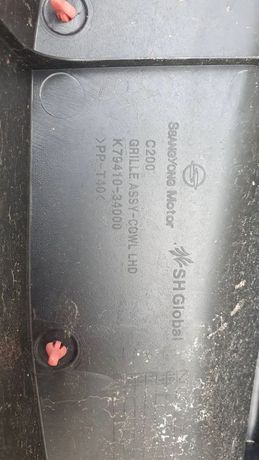 SSANGYONG Motor
SH Global
C200
GRILLE ASSY-COWL LHD
K79410-34000
>PP-T40<